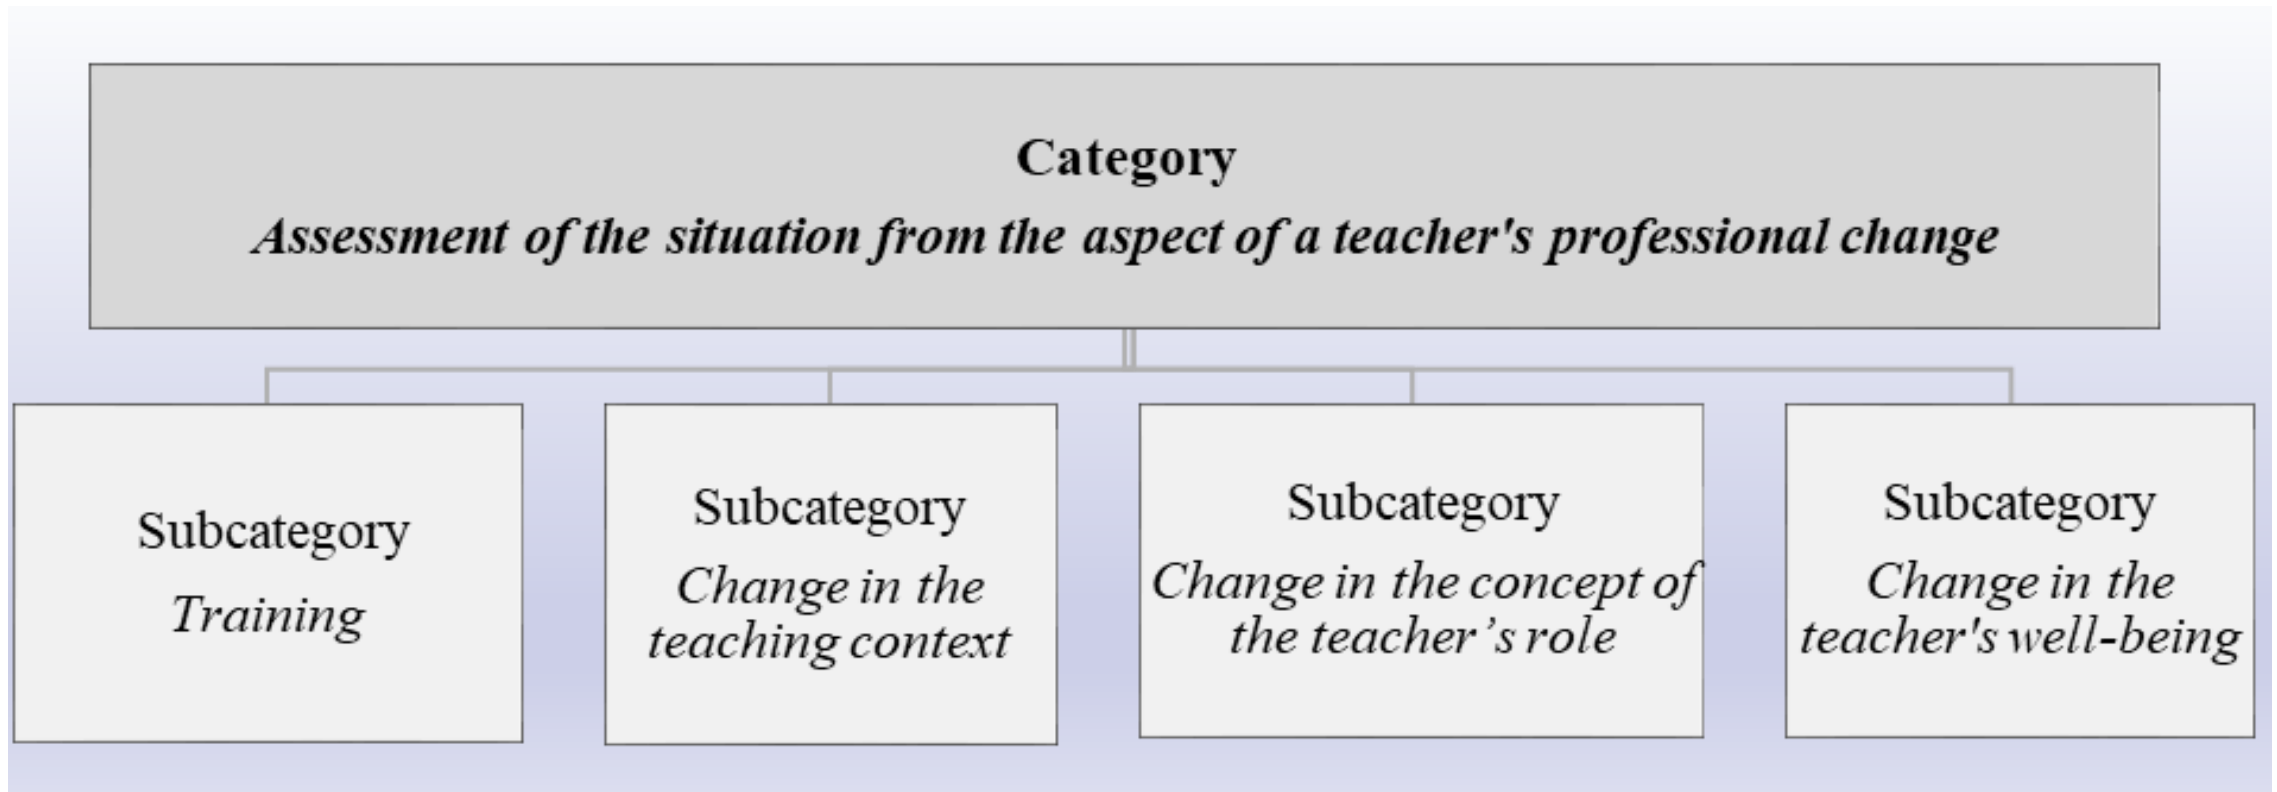 Category
Assessment of the situation from the aspect of a teacher's professional change
Subcategory
Training
Subcategory
Change in the
teaching context
Subcategory
Change in the concept of
the teacher’s role
Subcategory
Change in the
teacher's well-being